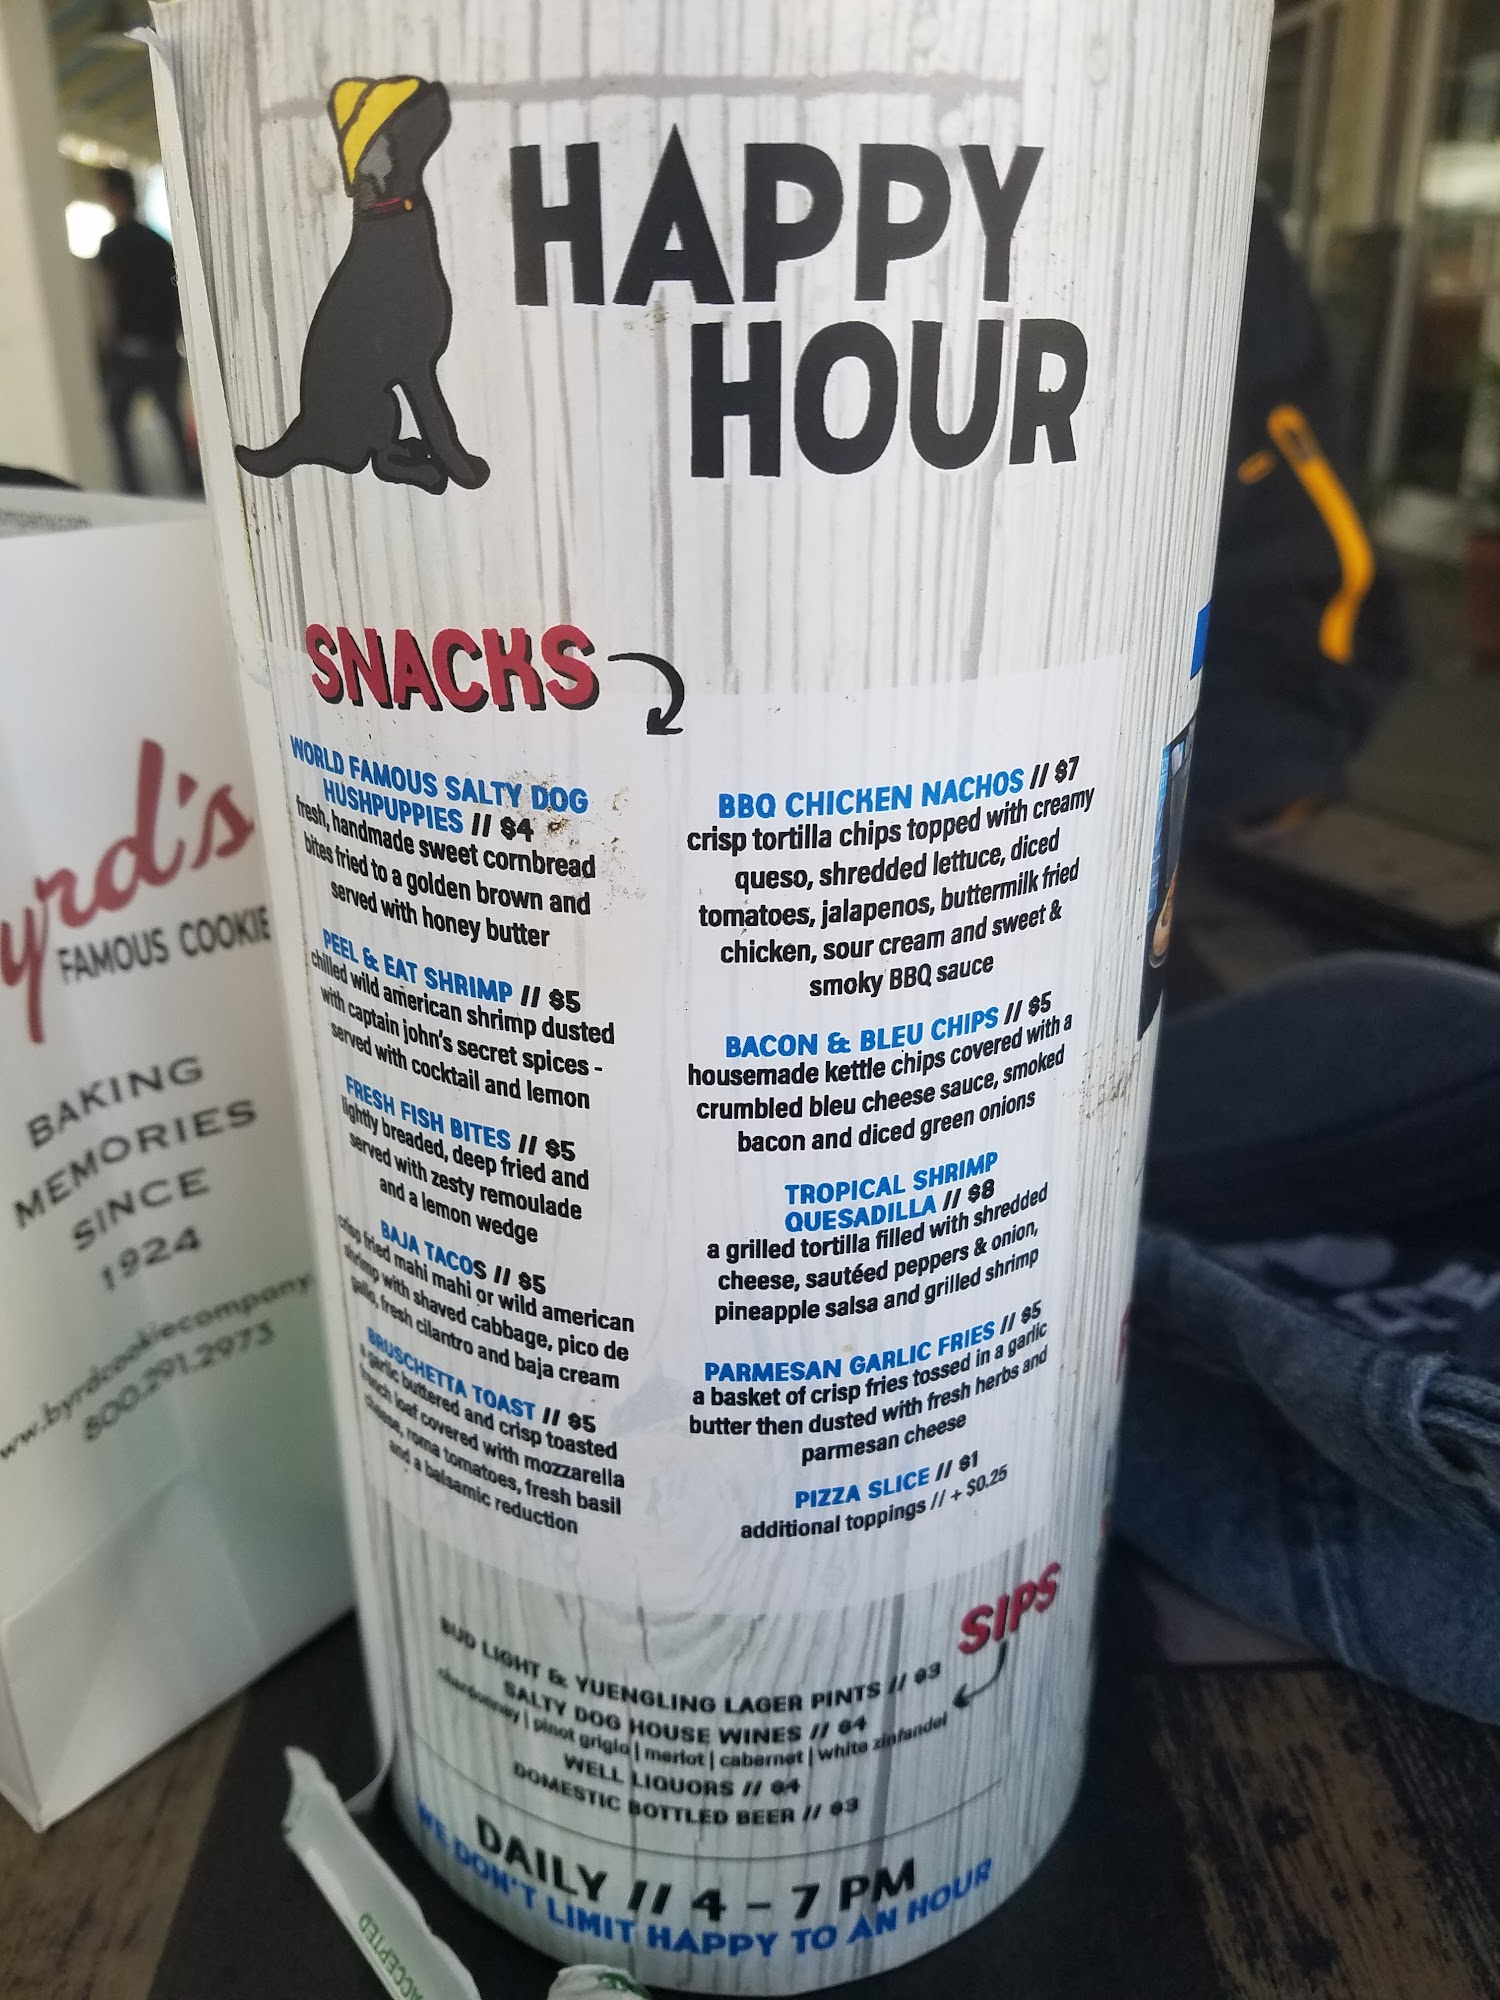 HAPPY
HOUR
SNACKS
WORLD FAMOUS SALTY DOG
HUSHPUPPIES // $4
fresh, handmade sweet cornbread
bites fried to a golden brown and
served with honey butter
PEEL & EAT SHRIMP // $5
chilled wild american shrimp dusted
with captain john's secret spices -
served with cocktail and lemon
FRESH FISH BITES // $5
lightly breaded, deep fried and
served with zesty remoulade
and a lemon wedge
BAJA TACOS // $5
crisp fried mahi mahi or wild american
shrimp with shaved cabbage, pico de
gallo, fresh cilantro and baja cream
BRUSCHETTA TOAST // $5
a garlic buttered and crisp toasted
french loaf covered with mozzarella
cheese, roma tomatoes, fresh basil
and a balsamic reduction
BBQ CHICKEN NACHOS // $7
crisp tortilla chips topped with creamy
queso, shredded lettuce, diced
tomatoes, jalapenos, buttermilk fried
chicken, sour cream and sweet &
smoky BBQ sauce
BACON & BLEU CHIPS // $5
housemade kettle chips covered with a
crumbled bleu cheese sauce, smoked
bacon and diced green onions
TROPICAL SHRIMP
QUESADILLA // $8
a grilled tortilla filled with shredded
cheese, sautéed peppers & onion,
pineapple salsa and grilled shrimp
PARMESAN GARLIC FRIES // $5
a basket of crisp fries tossed in a garlic
butter then dusted with fresh herbs and
parmesan cheese
PIZZA SLICE // $1
additional toppings // + $0.25
SIPS
BUD LIGHT & YUENGLING LAGER PINTS // $3
SALTY DOG HOUSE WINES // $4
chardonnay | pinot grigio | merlot | cabernet | white zinfandel
WELL LIQUORS // $4
DOMESTIC BOTTLED BEER // $3
DAILY // 4 - 7 PM
WE DON'T LIMIT HAPPY TO AN HOUR
ompany.com
yrd's
FAMOUS COOKIE
BAKING
MEMORIES
SINCE
1924
ww.byrdcookiecompany.
800.291.2973
ACCEPTED